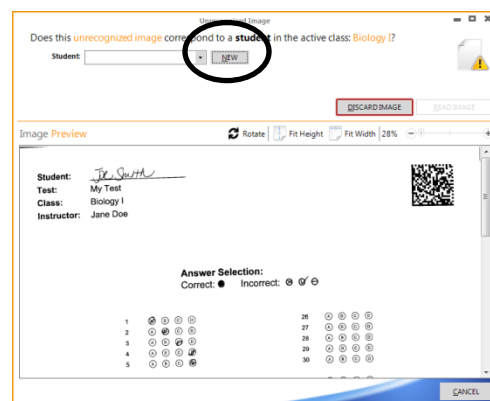 Unrecognized Image
Does this unrecognized image correspond to a student in the active class: Biology I?
Student: NEW
DISCARD IMAGE READ IMAGE
Image Preview Rotate Fit Height Fit Width 28%
Student: Joe Smith
Test: My Test
Class: Biology I
Instructor: Jane Doe
Answer Selection:
Correct: Incorrect:
1 A B C D 26 A B C D
2 A B C D 27 A B C D
3 A B C D 28 A B C D
4 A B C D 29 A B C D
5 A B C D 30 A B C D
CANCEL